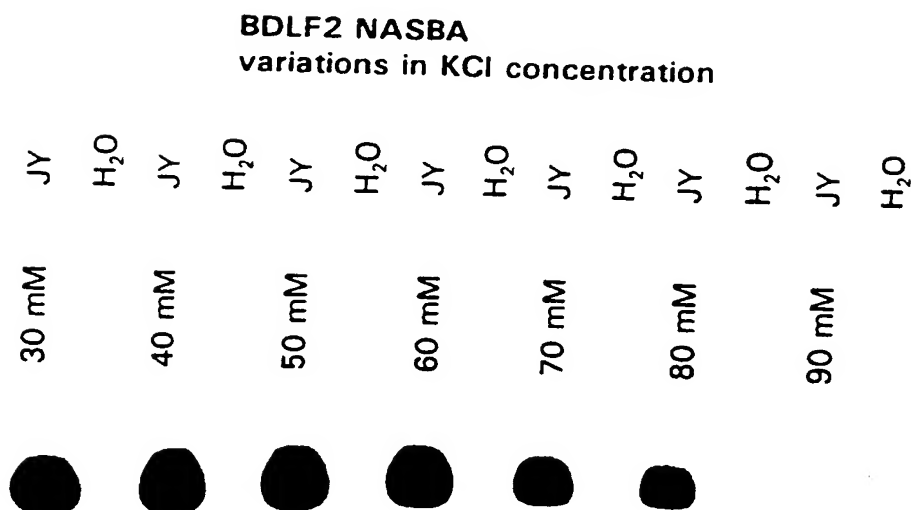 BDLF2 NASBA
variations in KCl concentration
JY H₂O JY H₂O JY H₂O JY H₂O JY H₂O JY H₂O JY H₂O
30 mM 40 mM 50 mM 60 mM 70 mM 80 mM 90 mM